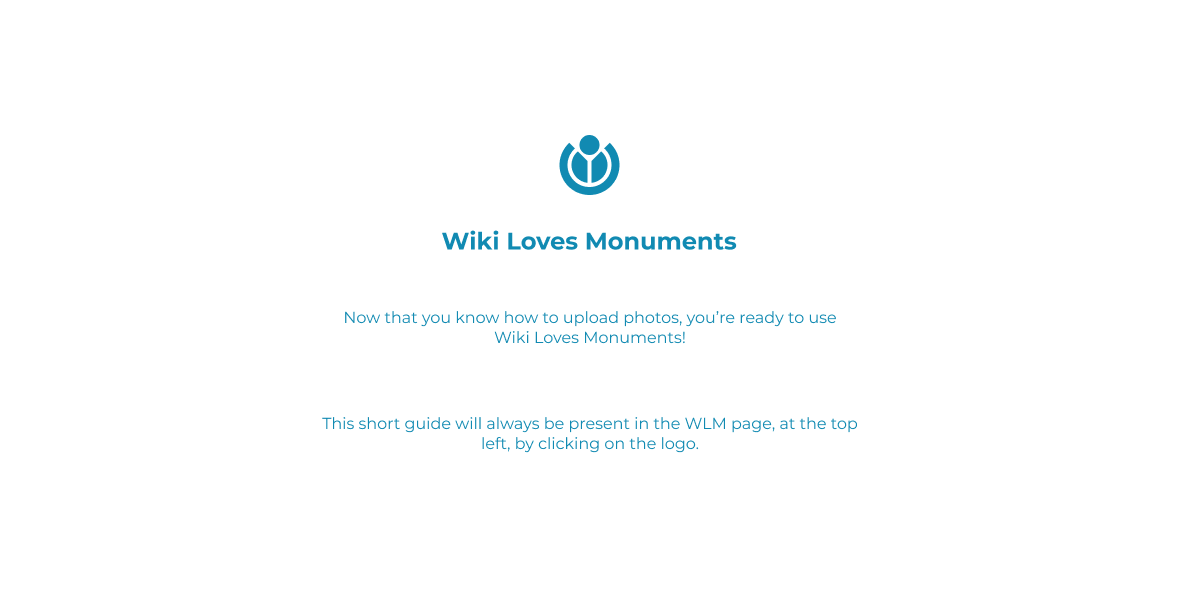 Wiki Loves Monuments
Now that you know how to upload photos, you’re ready to use
Wiki Loves Monuments!
This short guide will always be present in the WLM page, at the top
left, by clicking on the logo.